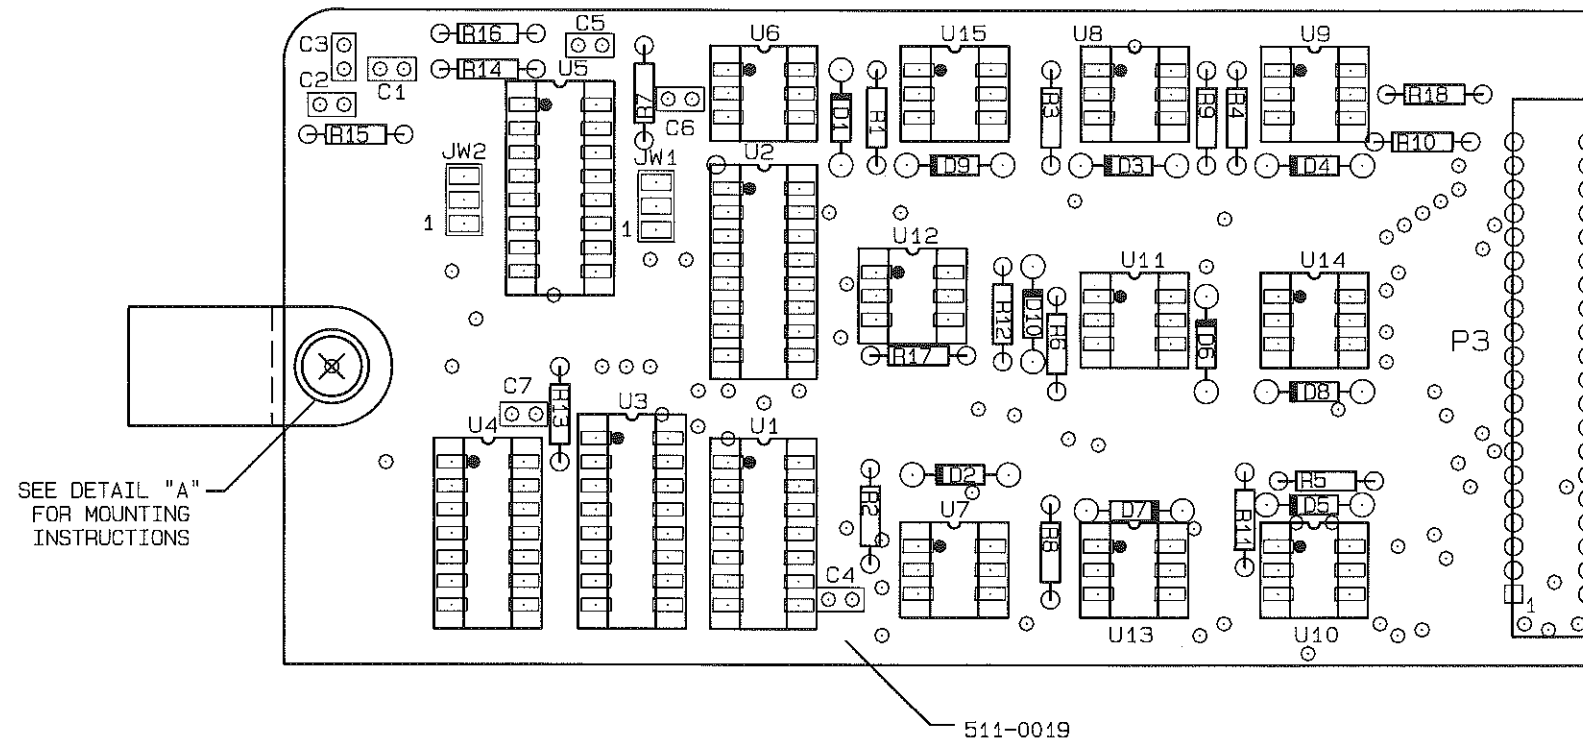 C3
C2
C1
R16
R14
R15
C5
U5
R7
C6
U6
D1
R1
U15
D9
R3
U8
D3
R9
R4
U9
D4
R18
R10
JW2
1
JW1
1
U2
U12
R17
R12
D10
R6
U11
D6
U14
D8
P3
C7
R13
U4
U3
U1
C4
R2
D2
U7
R8
D7
U13
R11
R5
D5
U10
1
SEE DETAIL "A"
FOR MOUNTING
INSTRUCTIONS
511-0019